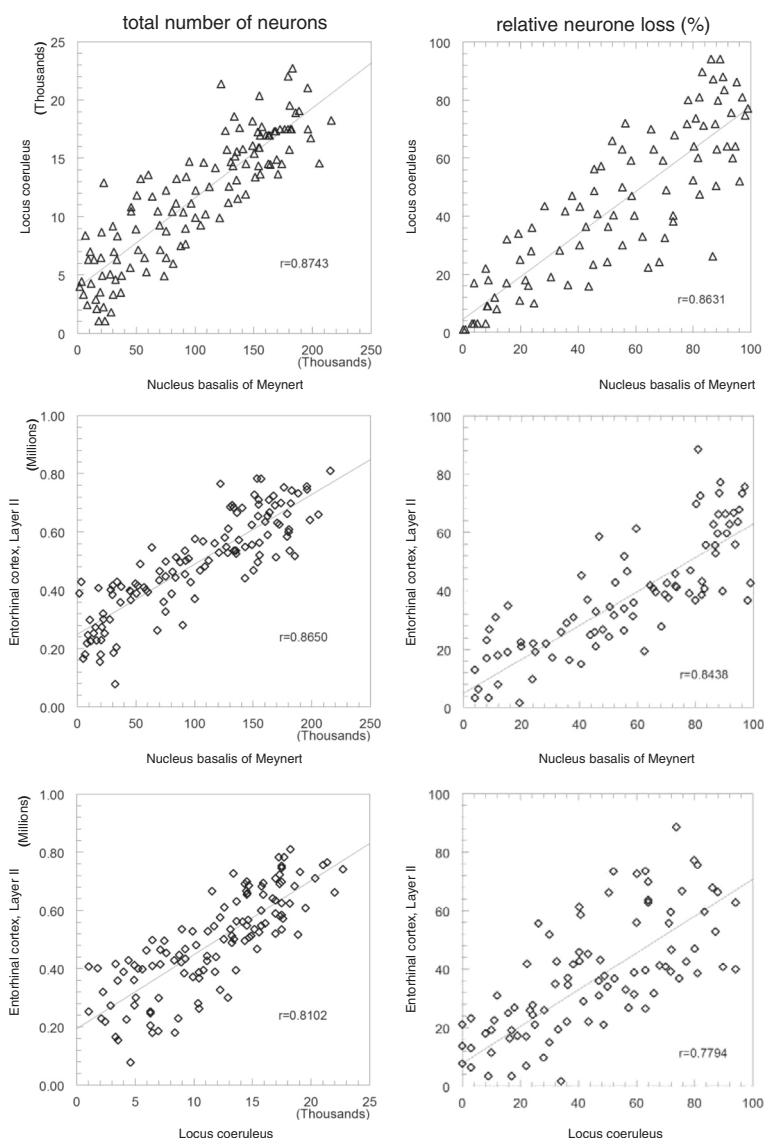 total number of neurons
relative neurone loss (%)
25
20
15
10
5
0
(Thousands)
Locus coeruleus
r=0.8743
0
50
100
150
200
250
(Thousands)
Nucleus basalis of Meynert
100
80
60
40
20
0
Locus coeruleus
r=0.8631
0
20
40
60
80
100
Nucleus basalis of Meynert
1.00
0.80
0.60
0.40
0.20
0.00
(Millions)
Entorhinal cortex, Layer II
r=0.8650
0
50
100
150
200
250
(Thousands)
Nucleus basalis of Meynert
100
80
60
40
20
0
Entorhinal cortex, Layer II
r=0.8438
0
20
40
60
80
100
Nucleus basalis of Meynert
1.00
0.80
0.60
0.40
0.20
0.00
(Millions)
Entorhinal cortex, Layer II
r=0.8102
0
5
10
15
20
25
(Thousands)
Locus coeruleus
100
80
60
40
20
0
Entorhinal cortex, Layer II
r=0.7794
0
20
40
60
80
100
Locus coeruleus